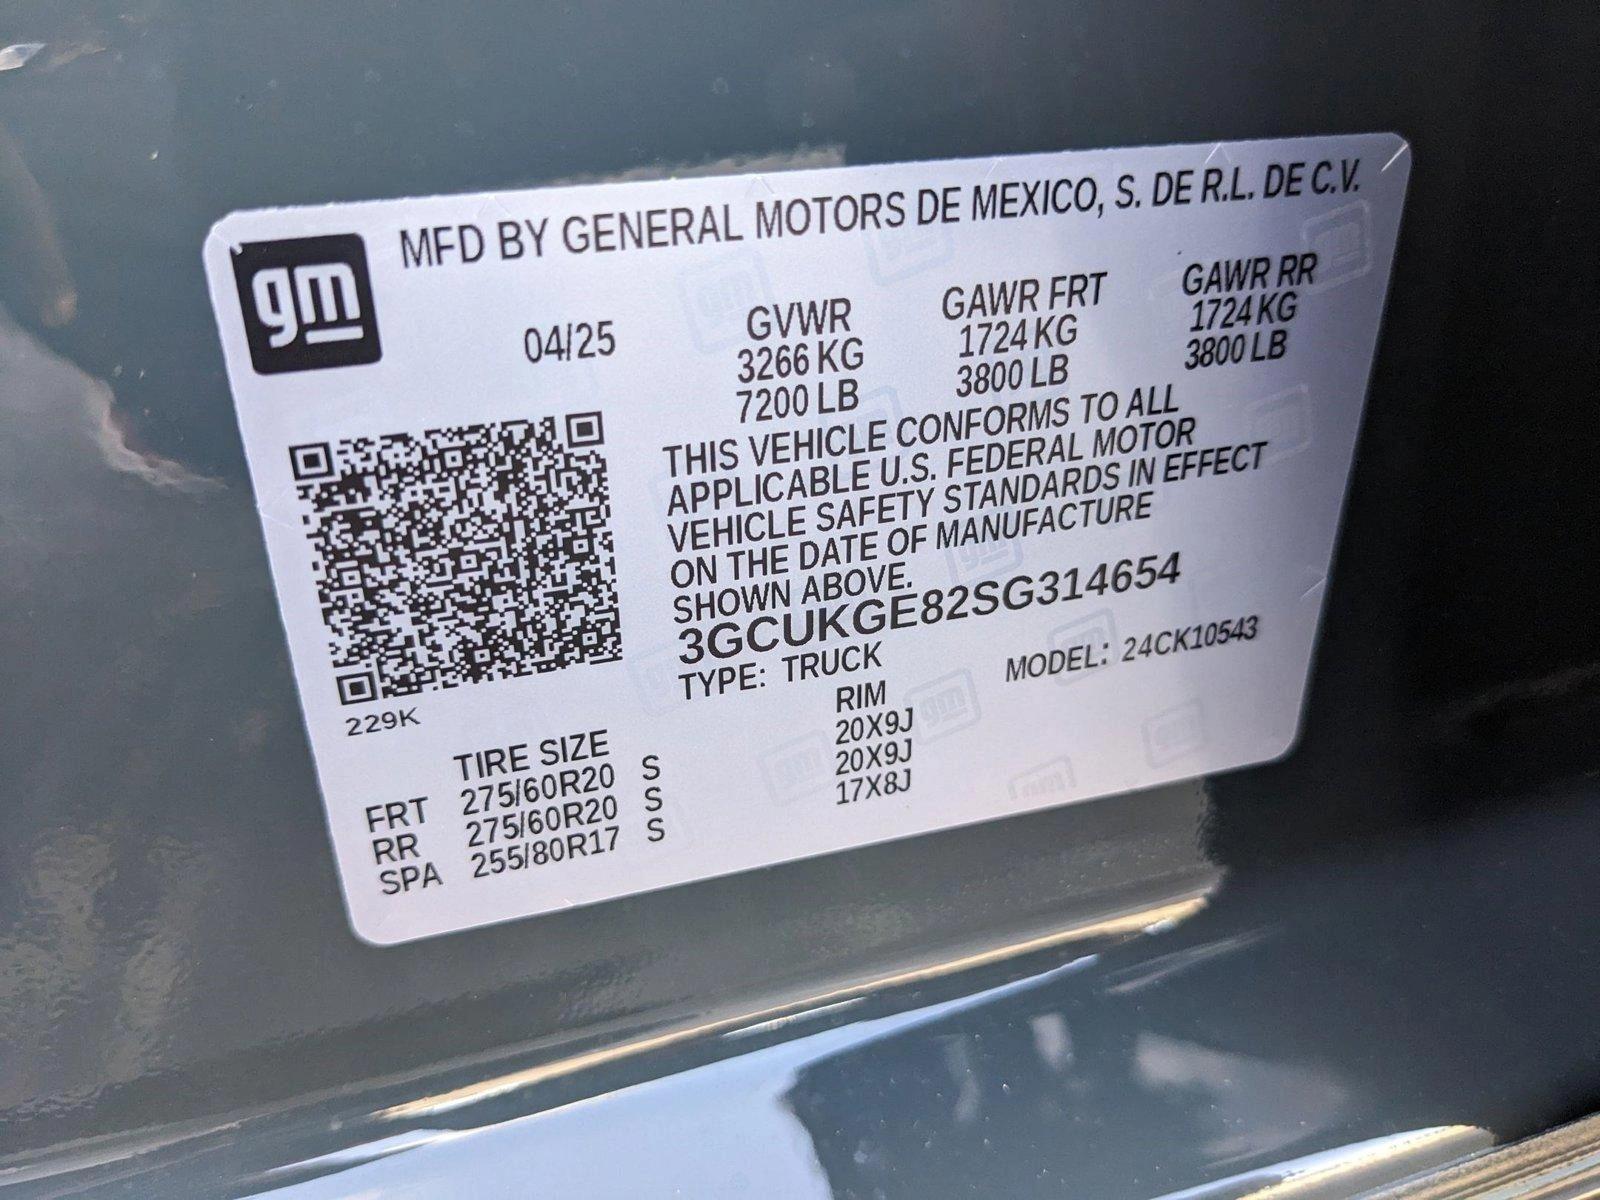 gm
MFD BY GENERAL MOTORS DE MEXICO, S. DE R.L. DE C.V.
04/25 GVWR GAWR FRT GAWR RR
3266 KG 1724 KG 1724 KG
7200 LB 3800 LB 3800 LB
THIS VEHICLE CONFORMS TO ALL
APPLICABLE U.S. FEDERAL MOTOR
VEHICLE SAFETY STANDARDS IN EFFECT
ON THE DATE OF MANUFACTURE
SHOWN ABOVE.
3GCUKGE82SG314654
TYPE: TRUCK MODEL: 24CK10543
229K
TIRE SIZE RIM
FRT 275/60R20 S 20X9J
RR 275/60R20 S 20X9J
SPA 255/80R17 S 17X8J